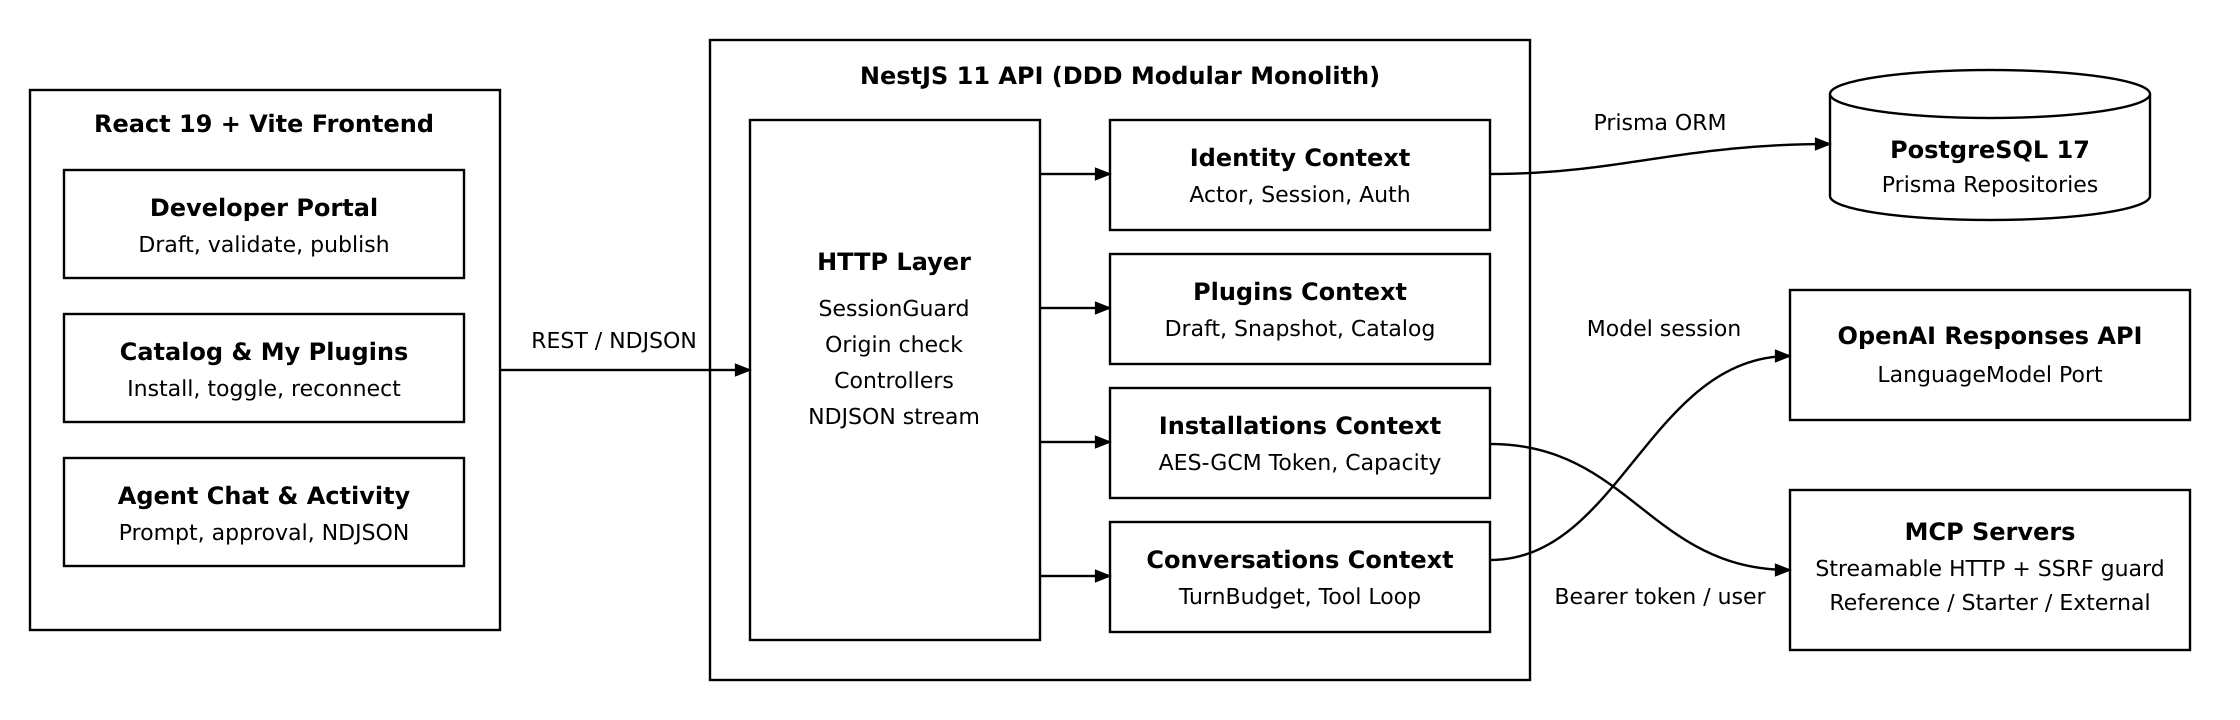 React 19 + Vite Frontend
Developer Portal
Draft, validate, publish
Catalog & My Plugins
Install, toggle, reconnect
Agent Chat & Activity
Prompt, approval, NDJSON
REST / NDJSON
NestJS 11 API (DDD Modular Monolith)
HTTP Layer
SessionGuard
Origin check
Controllers
NDJSON stream
Identity Context
Actor, Session, Auth
Plugins Context
Draft, Snapshot, Catalog
Installations Context
AES-GCM Token, Capacity
Conversations Context
TurnBudget, Tool Loop
Prisma ORM
Model session
Bearer token / user
PostgreSQL 17
Prisma Repositories
OpenAI Responses API
LanguageModel Port
MCP Servers
Streamable HTTP + SSRF guard
Reference / Starter / External